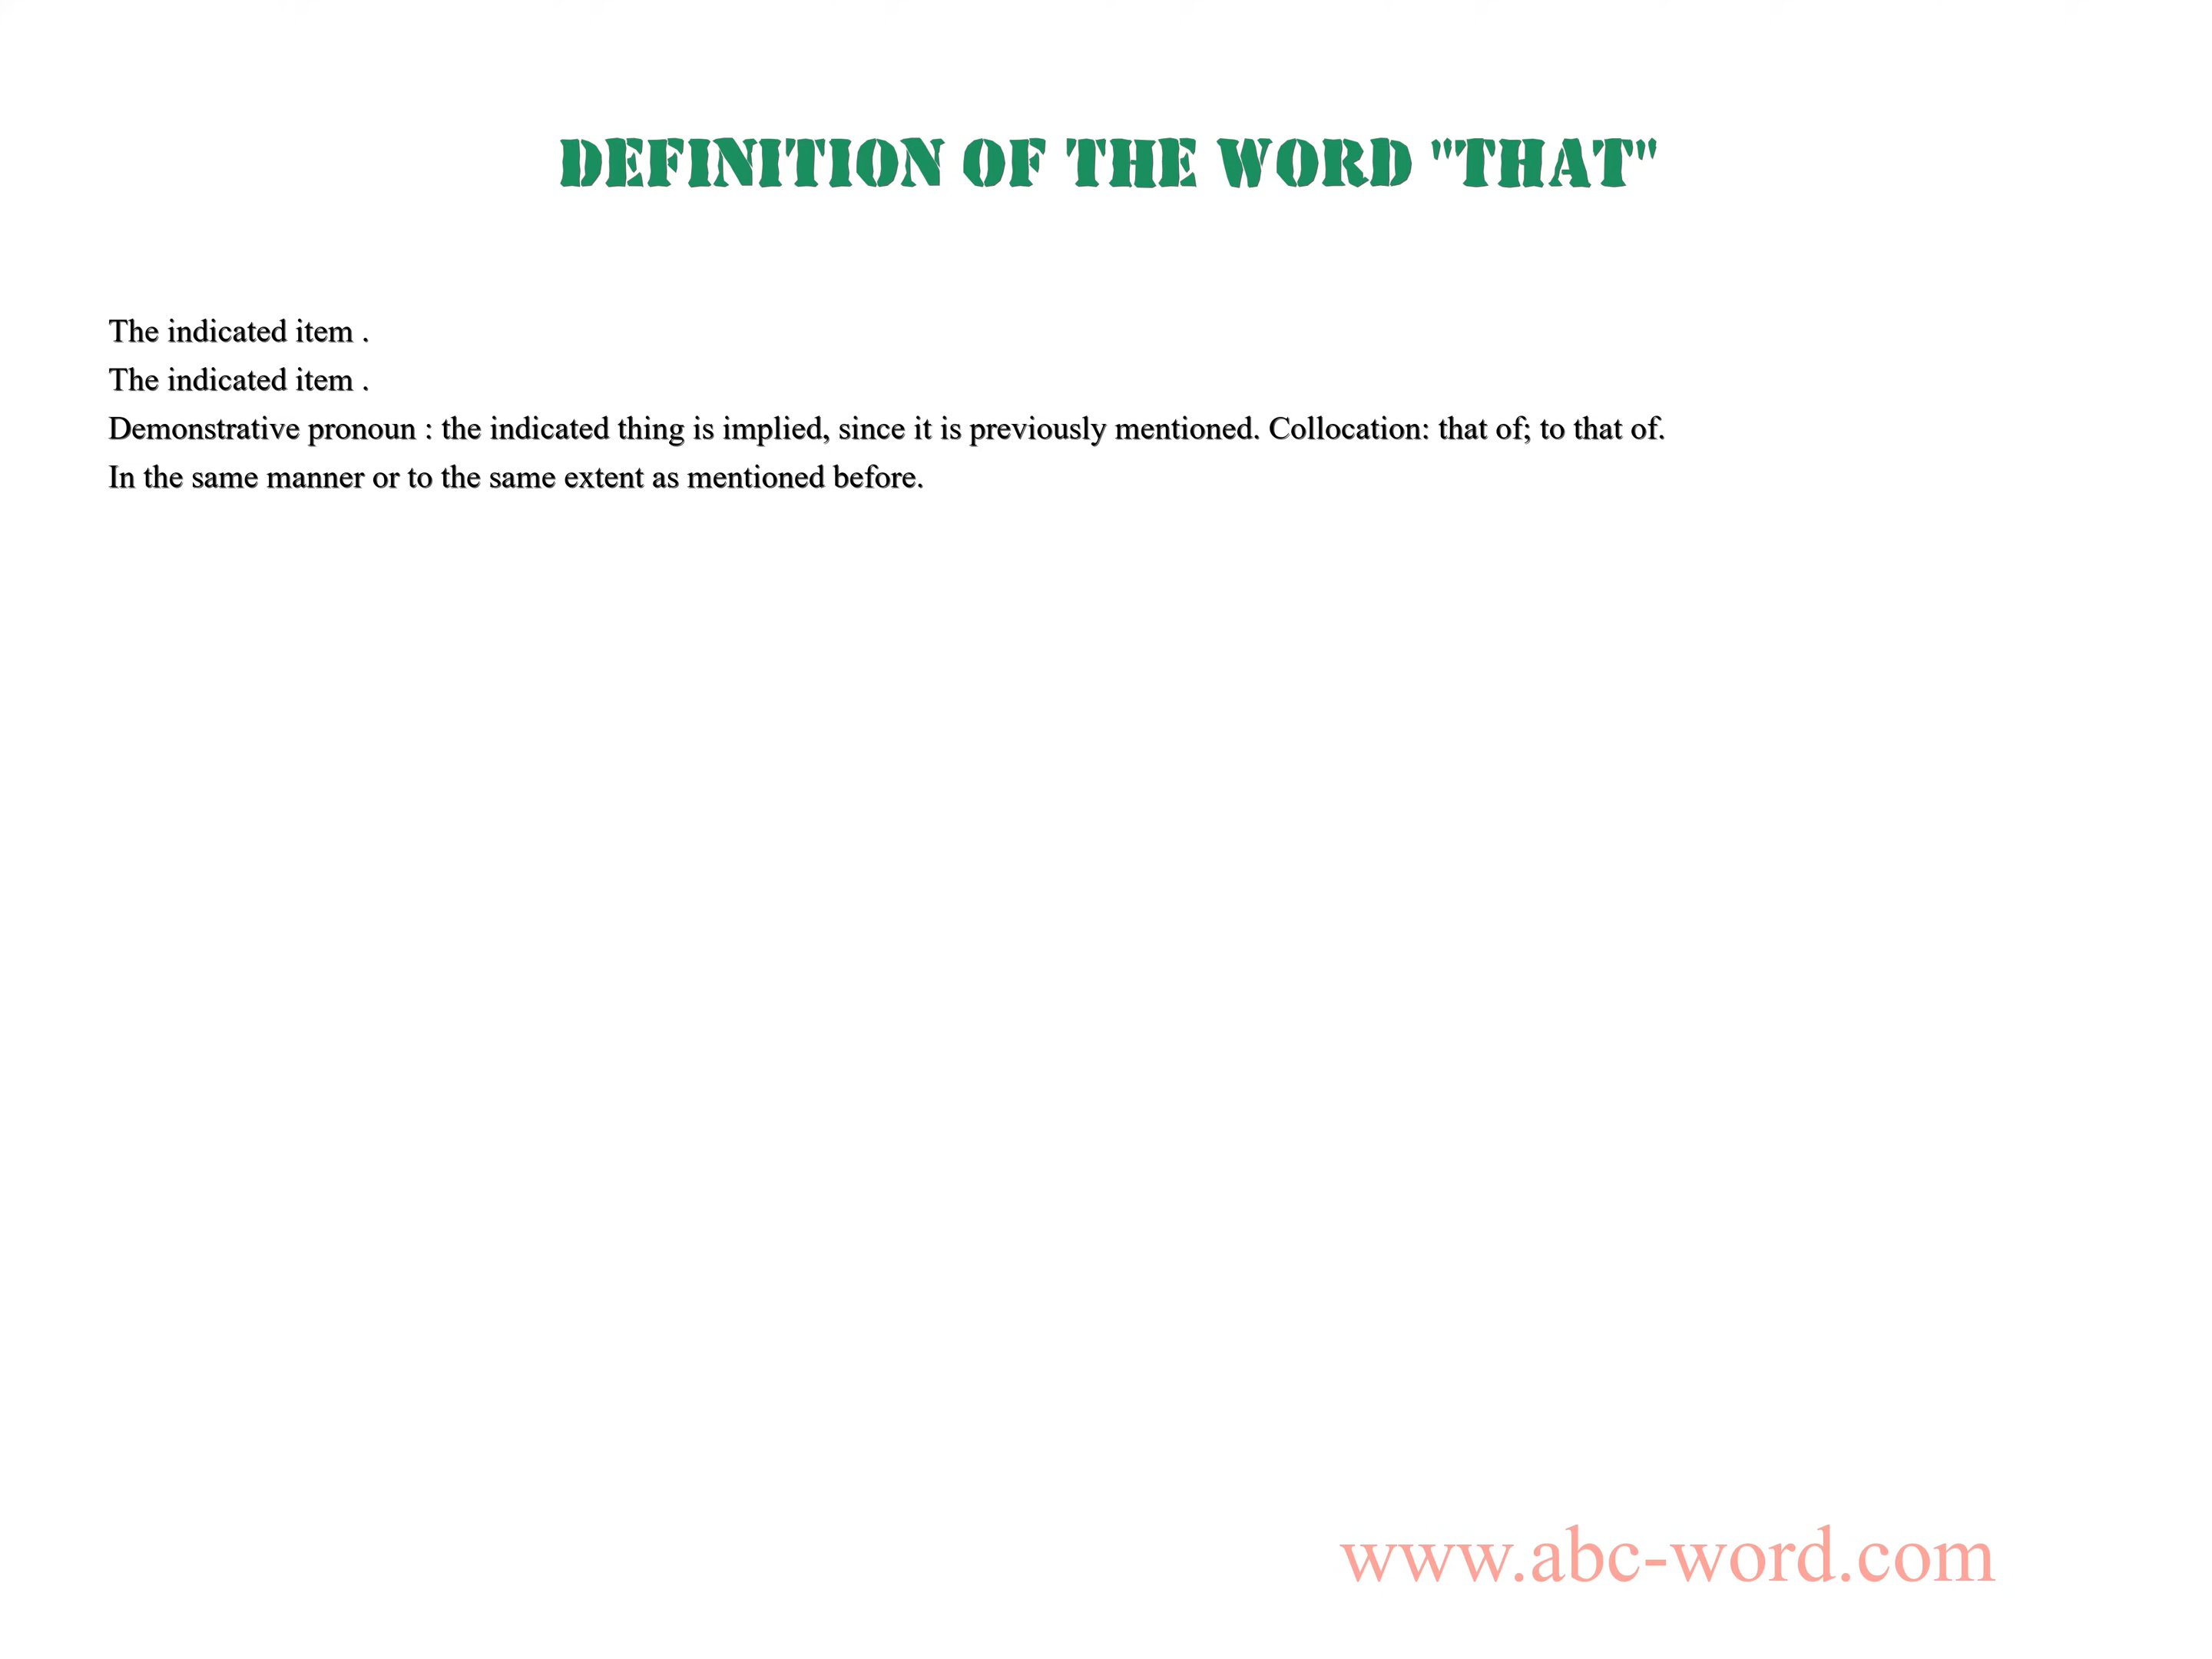 DEFINITION OF THE WORD "THAT"
The indicated item .
The indicated item .
Demonstrative pronoun : the indicated thing is implied, since it is previously mentioned. Collocation: that of; to that of.
In the same manner or to the same extent as mentioned before.
www.abc-word.com